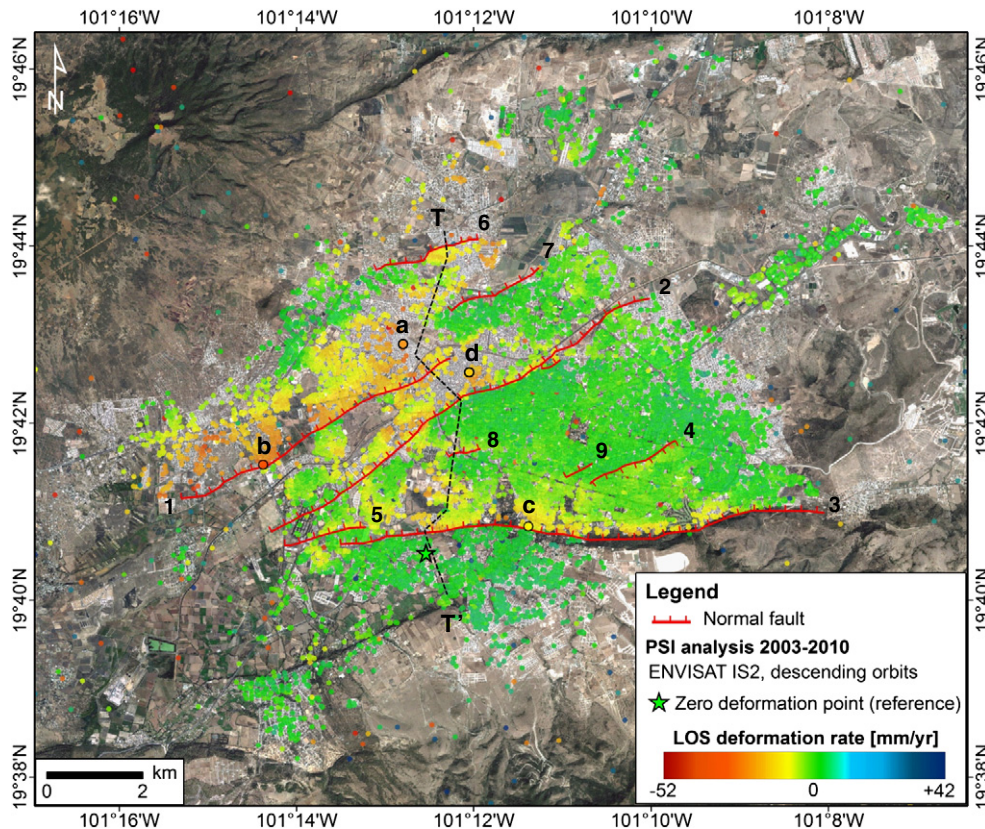 101°16'W 101°14'W 101°12'W 101°10'W 101°8'W
19°46'N 19°46'N
N
T 6
7
19°44'N 19°44'N
2
a
d
19°42'N 19°42'N
8 4
b 9
1
5 c 3
19°40'N 19°40'N
T'
Legend
Normal fault
PSI analysis 2003-2010
ENVISAT IS2, descending orbits
Zero deformation point (reference)
LOS deformation rate [mm/yr]
-52 0 +42
km
0 2
19°38'N 19°38'N
101°16'W 101°14'W 101°12'W 101°10'W 101°8'W